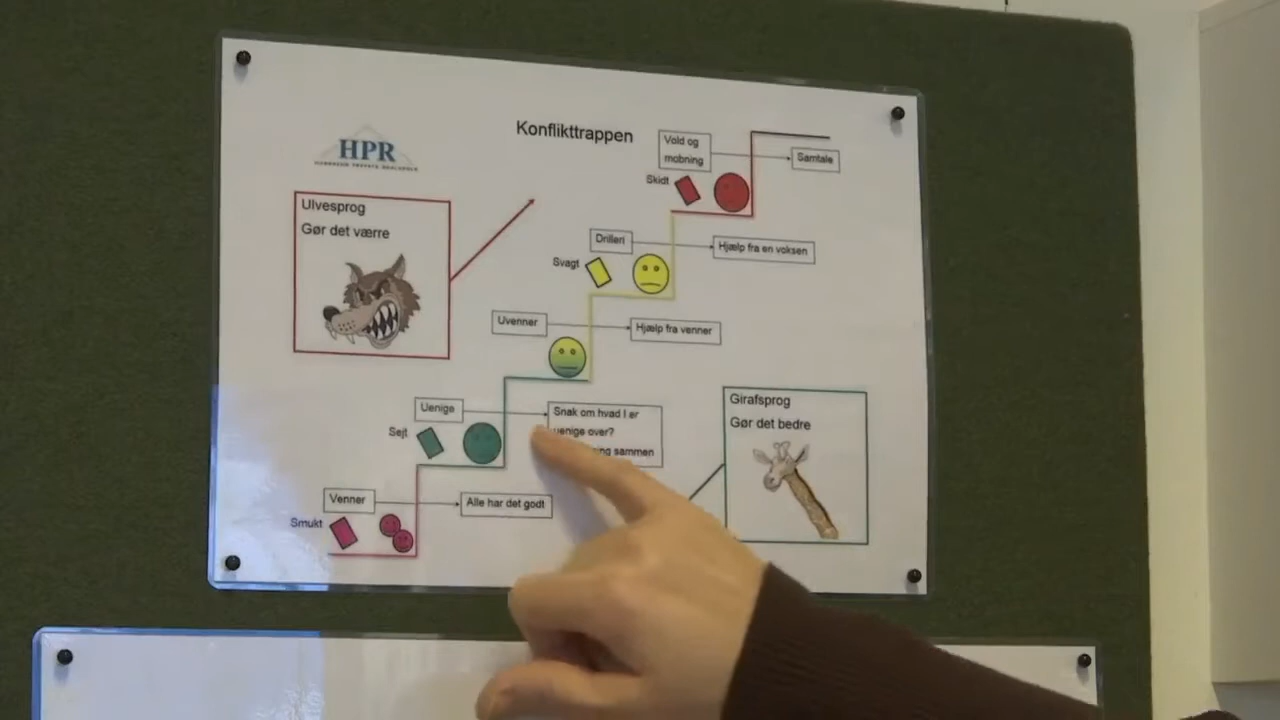 Konflikttrappen
HPR
Vold og
mobning
Samtale
Skidt
Ulvesprog
Gør det værre
Drilleri
Hjælp fra en voksen
Svagt
Uvenner
Hjælp fra venner
Uenige
Snak om hvad I er
uenige over?
sammen
Sejt
Girafsprog
Gør det bedre
Venner
Alle har det godt
Smukt